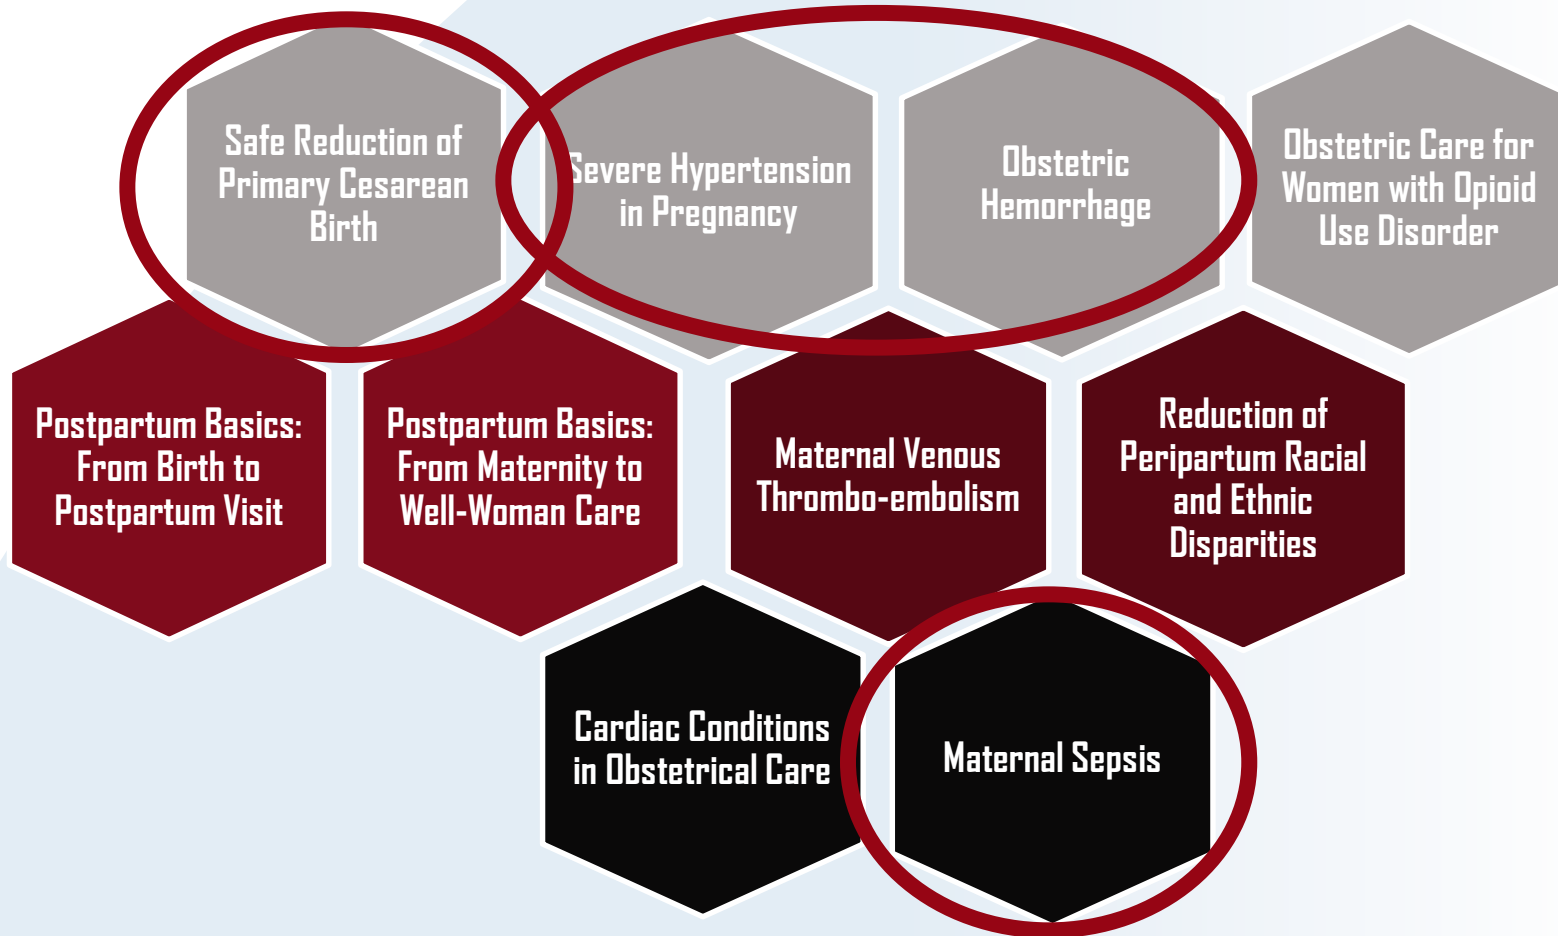 Safe Reduction of
Primary Cesarean
Birth
Severe Hypertension
in Pregnancy
Obstetric
Hemorrhage
Obstetric Care for
Women with Opioid
Use Disorder
Postpartum Basics:
From Birth to
Postpartum Visit
Postpartum Basics:
From Maternity to
Well-Woman Care
Maternal Venous
Thrombo-embolism
Reduction of
Peripartum Racial
and Ethnic
Disparities
Cardiac Conditions
in Obstetrical Care
Maternal Sepsis